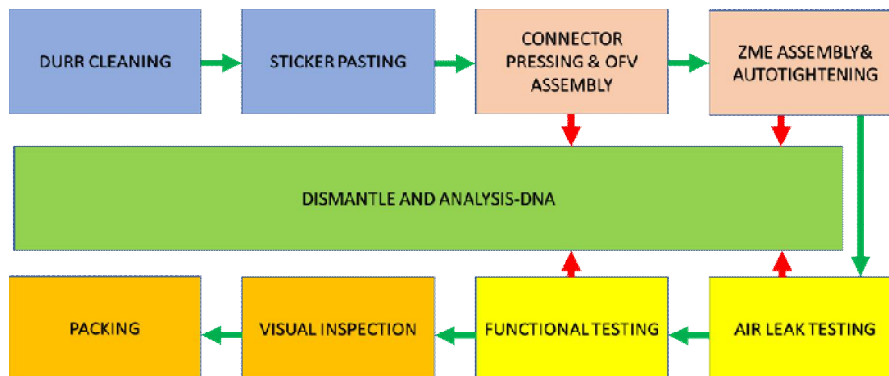 DURR CLEANING
STICKER PASTING
CONNECTOR
PRESSING & OFV
ASSEMBLY
ZME ASSEMBLY&
AUTOTIGHTENING
DISMANTLE AND ANALYSIS-DNA
PACKING
VISUAL INSPECTION
FUNCTIONAL TESTING
AIR LEAK TESTING